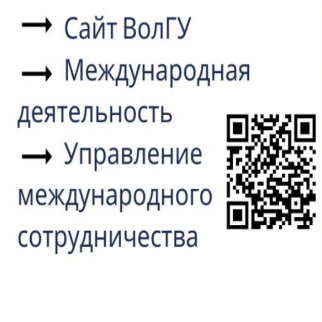 → Сайт ВолГУ
→ Международная
деятельность
→ Управление
международного
сотрудничества